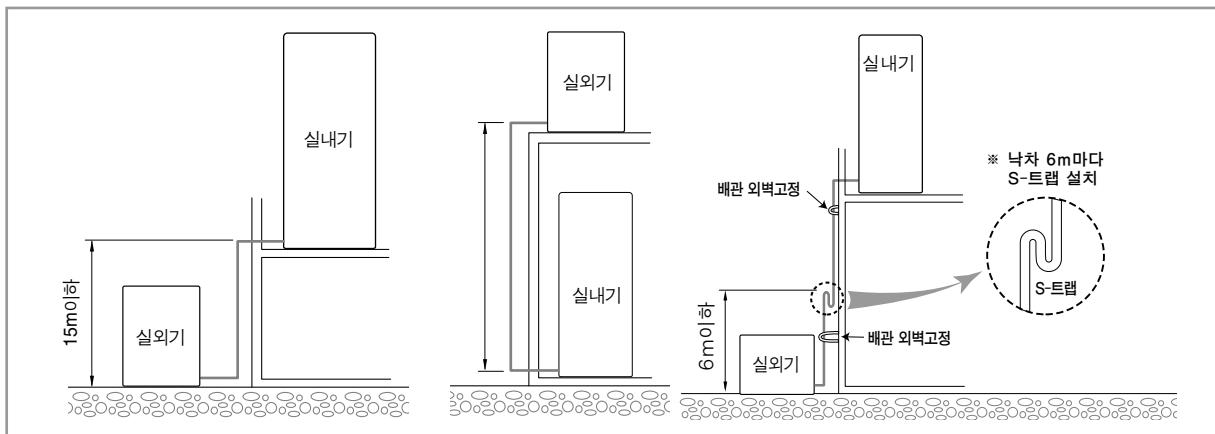 실내기
15m이하
실외기
실외기
실내기
실내기
※ 낙차 6m마다
S-트랩 설치
배관 외벽고정
S-트랩
6m이하
배관 외벽고정
실외기